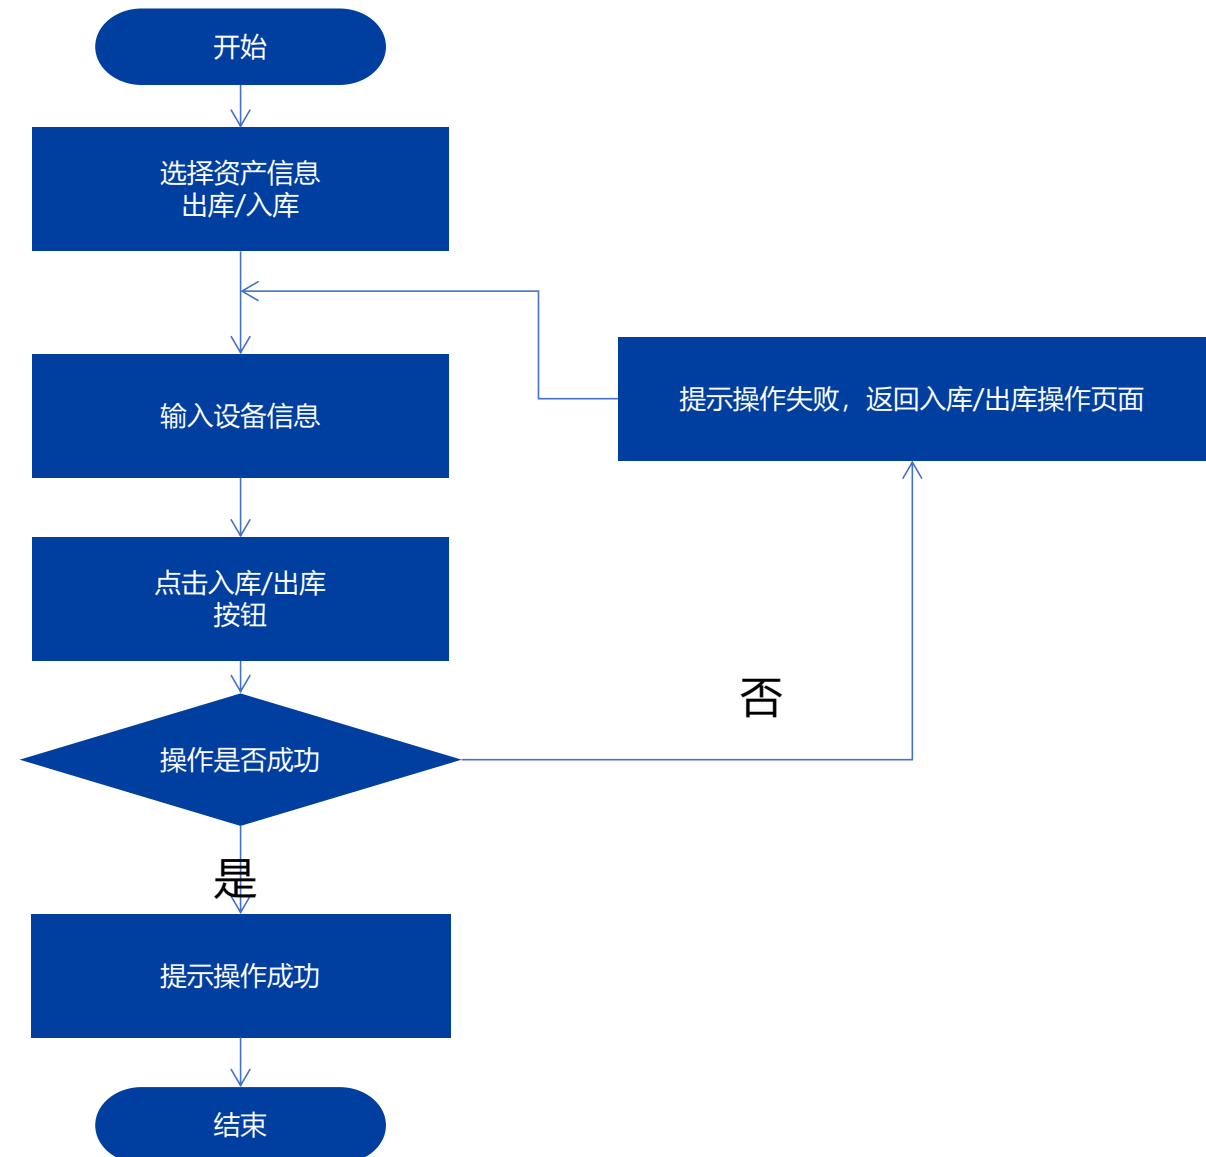 开始
选择资产信息
出库/入库
输入设备信息
提示操作失败，返回入库/出库操作页面
点击入库/出库
按钮
否
操作是否成功
是
提示操作成功
结束